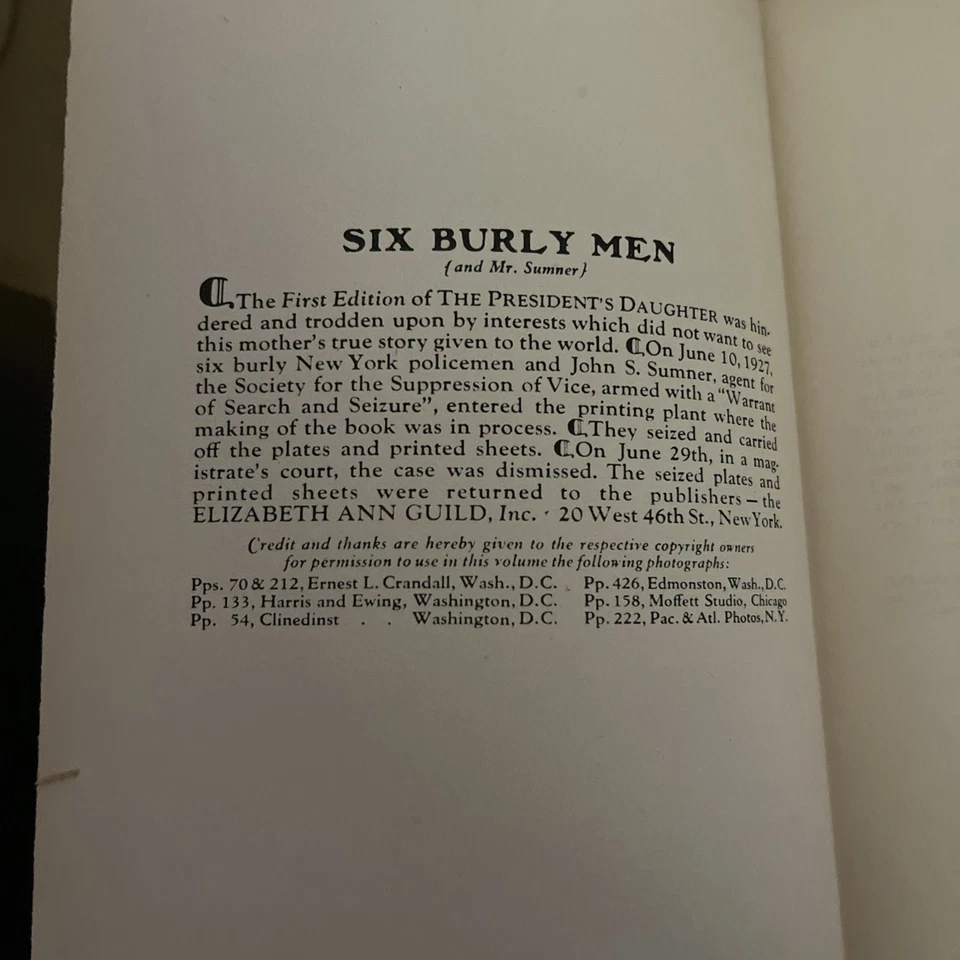 SIX BURLY MEN
{and Mr. Sumner}
₵The First Edition of THE PRESIDENT'S DAUGHTER was hin-
dered and trodden upon by interests which did not want to see
this mother's true story given to the world. ₵On June 10, 1927,
six burly New York policemen and John S. Sumner, agent for
the Society for the Suppression of Vice, armed with a "Warrant
of Search and Seizure", entered the printing plant where the
making of the book was in process. ₵They seized and carried
off the plates and printed sheets. ₵On June 29th, in a mag-
istrate's court, the case was dismissed. The seized plates and
printed sheets were returned to the publishers – the
ELIZABETH ANN GUILD, Inc. · 20 West 46th St., New York.
Credit and thanks are hereby given to the respective copyright owners
for permission to use in this volume the following photographs:
Pps. 70 & 212, Ernest L. Crandall, Wash., D.C. Pp. 426, Edmonston, Wash., D.C.
Pp. 133, Harris and Ewing, Washington, D.C. Pp. 158, Moffett Studio, Chicago
Pp. 54, Clinedinst . . Washington, D.C. Pp. 222, Pac. & Atl. Photos, N.Y.